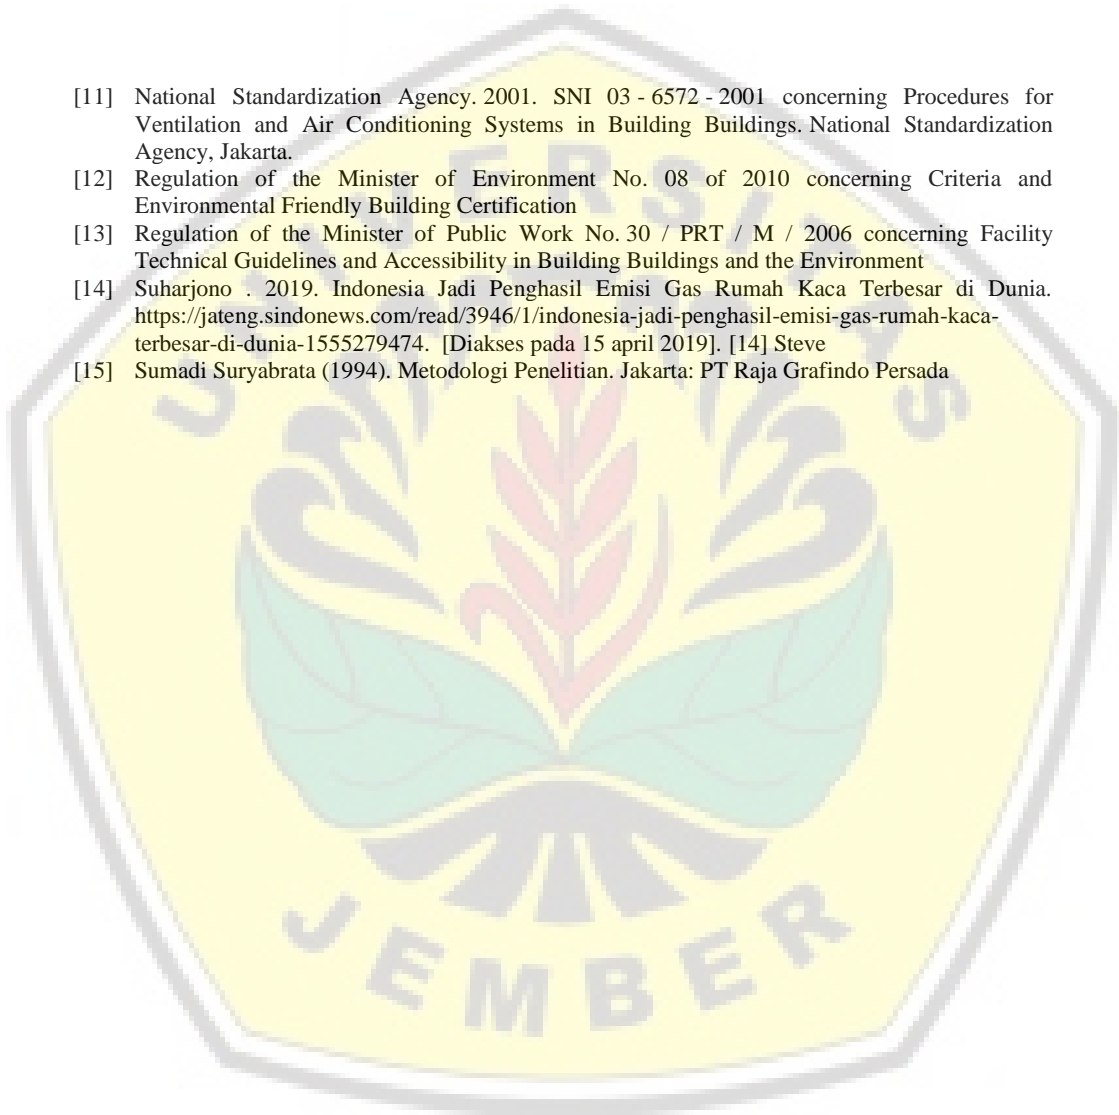 [11] National Standardization Agency. 2001. SNI 03 - 6572 - 2001 concerning Procedures for
Ventilation and Air Conditioning Systems in Building Buildings. National Standardization
Agency, Jakarta.
[12] Regulation of the Minister of Environment No. 08 of 2010 concerning Criteria and
Environmental Friendly Building Certification
[13] Regulation of the Minister of Public Work No. 30 / PRT / M / 2006 concerning Facility
Technical Guidelines and Accessibility in Building Buildings and the Environment
[14] Suharjono . 2019. Indonesia Jadi Penghasil Emisi Gas Rumah Kaca Terbesar di Dunia.
https://jateng.sindonews.com/read/3946/1/indonesia-jadi-penghasil-emisi-gas-rumah-kaca-
terbesar-di-dunia-1555279474. [Diakses pada 15 april 2019]. [14] Steve
[15] Sumadi Suryabrata (1994). Metodologi Penelitian. Jakarta: PT Raja Grafindo Persada
UNIVERSITAS
JEMBER